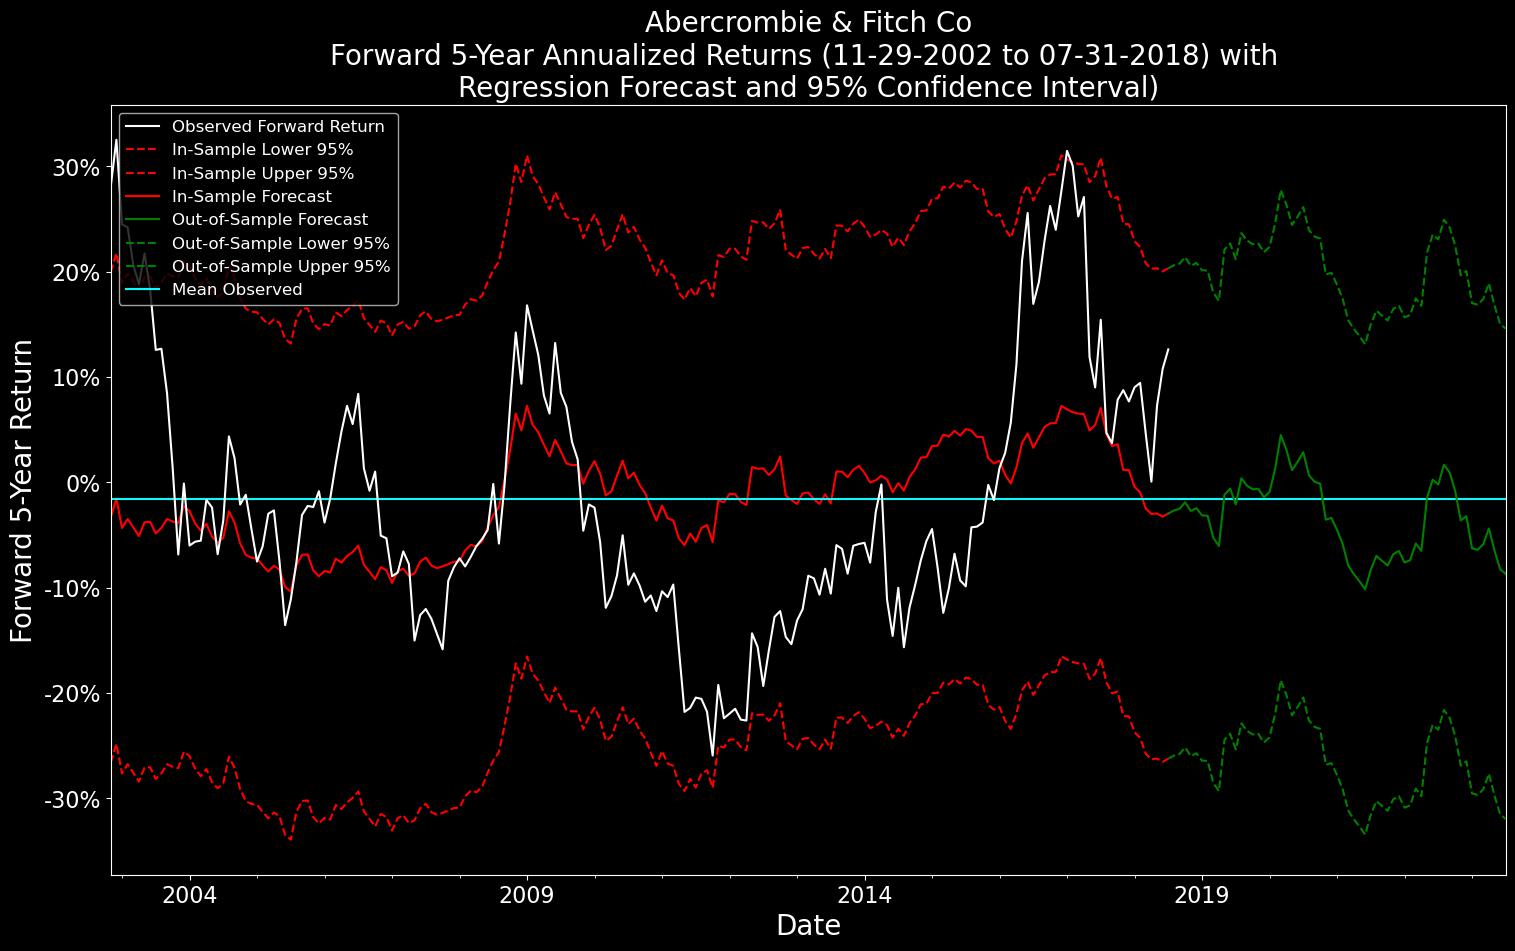 Abercrombie & Fitch Co
Forward 5-Year Annualized Returns (11-29-2002 to 07-31-2018) with
Regression Forecast and 95% Confidence Interval)
Observed Forward Return
In-Sample Lower 95%
In-Sample Upper 95%
In-Sample Forecast
Out-of-Sample Forecast
Out-of-Sample Lower 95%
Out-of-Sample Upper 95%
Mean Observed
Forward 5-Year Return
30%
20%
10%
0%
-10%
-20%
-30%
2004
2009
2014
2019
Date